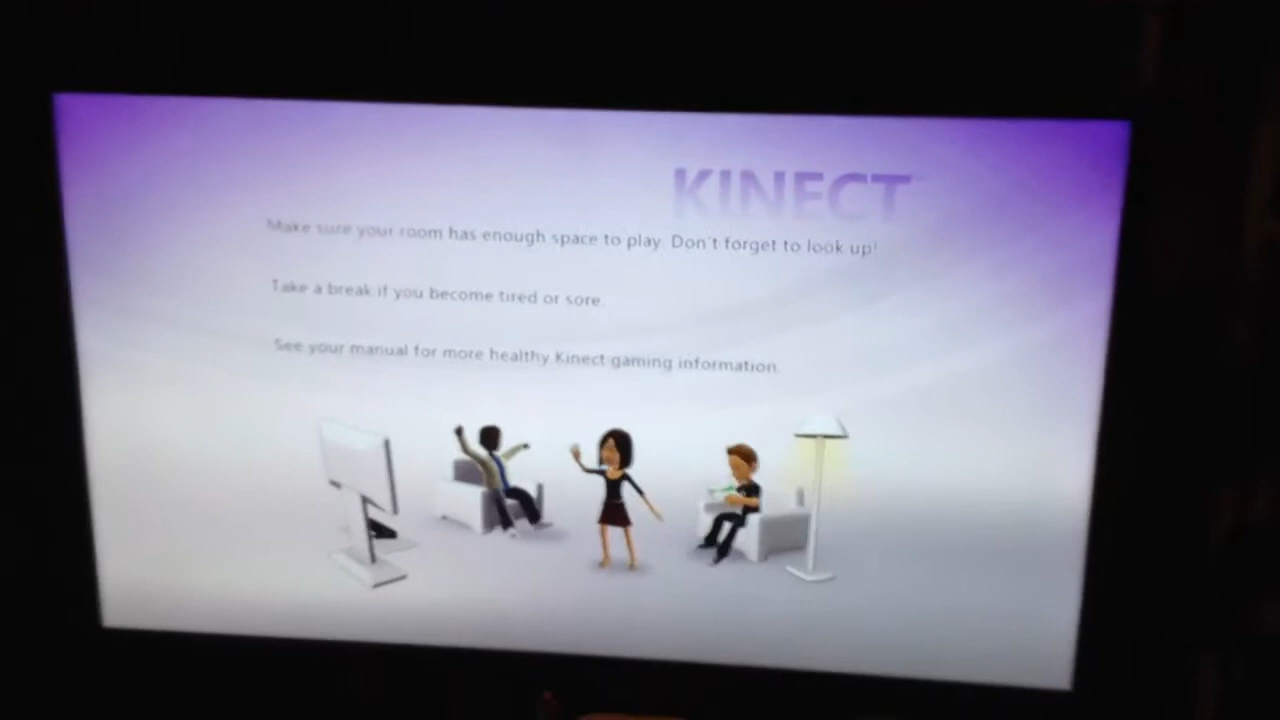 KINECT
Make sure your room has enough space to play. Don't forget to look up!
Take a break if you become tired or sore.
See your manual for more healthy Kinect gaming information.